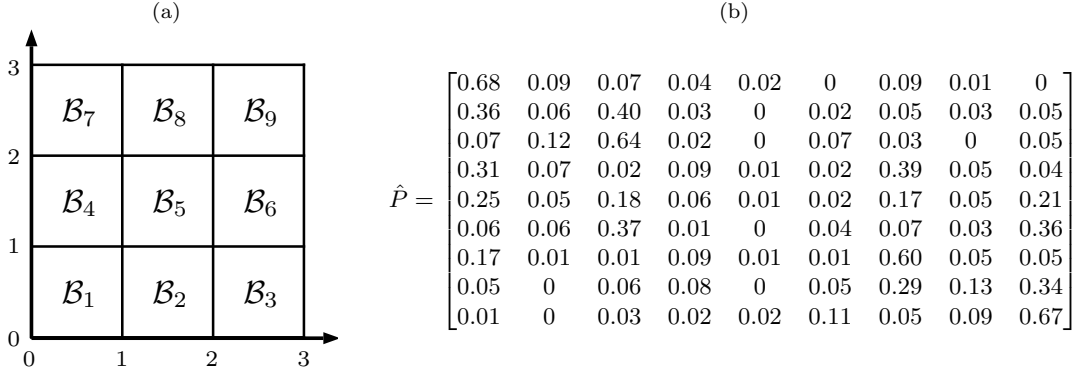 (a)
(b)
3
2
1
0
B₇ B₈ B₉
B₄ B₅ B₆
B₁ B₂ B₃
0 1 2 3
P̂ =
0.68 0.09 0.07 0.04 0.02 0 0.09 0.01 0
0.36 0.06 0.40 0.03 0 0.02 0.05 0.03 0.05
0.07 0.12 0.64 0.02 0 0.07 0.03 0 0.05
0.31 0.07 0.02 0.09 0.01 0.02 0.39 0.05 0.04
0.25 0.05 0.18 0.06 0.01 0.02 0.17 0.05 0.21
0.06 0.06 0.37 0.01 0 0.04 0.07 0.03 0.36
0.17 0.01 0.01 0.09 0.01 0.01 0.60 0.05 0.05
0.05 0 0.06 0.08 0 0.05 0.29 0.13 0.34
0.01 0 0.03 0.02 0.02 0.11 0.05 0.09 0.67